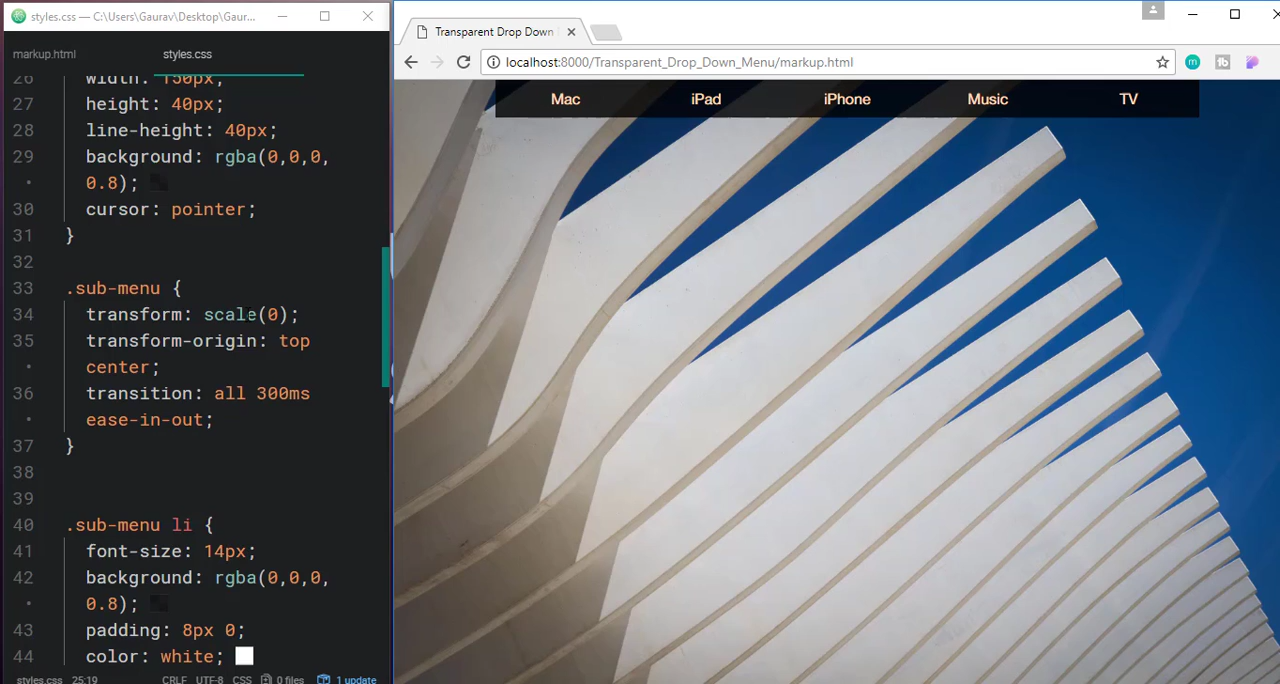 styles.css — C:\Users\Gaurav\Desktop\Gaur...
markup.html
styles.css
26 width: 150px;
27 height: 40px;
28 line-height: 40px;
29 background: rgba(0,0,0,
· 0.8);
30 cursor: pointer;
31 }
32
33 .sub-menu {
34 transform: scale(0);
35 transform-origin: top
· center;
36 transition: all 300ms
· ease-in-out;
37 }
38
39
40 .sub-menu li {
41 font-size: 14px;
42 background: rgba(0,0,0,
· 0.8);
43 padding: 8px 0;
44 color: white;
styles.css 25:19 CRLF UTF-8 CSS 0 files 1 update
Transparent Drop Down
localhost:8000/Transparent_Drop_Down_Menu/markup.html
Mac iPad iPhone Music TV